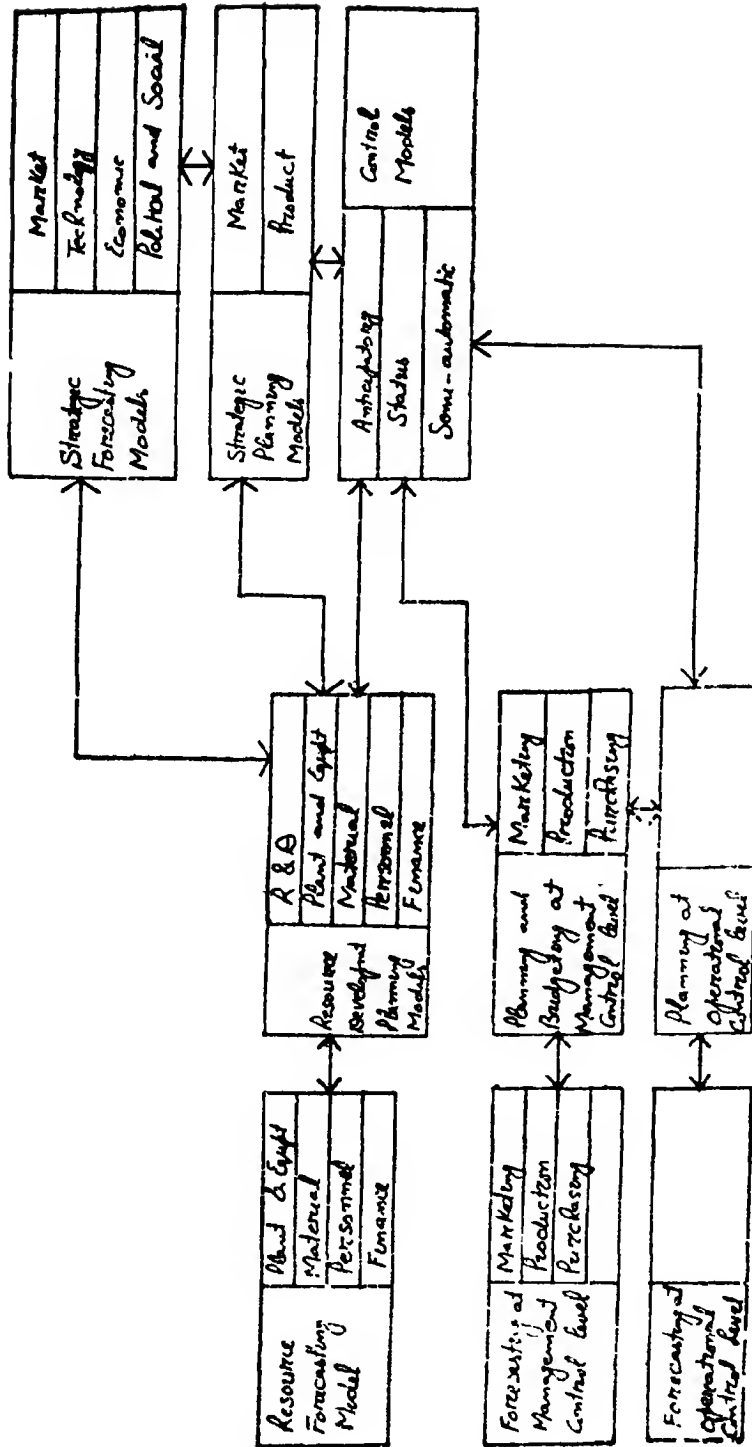 Strategic
Forecasting
Models
Market
Technology
Economic
Political and Social
Strategic
Planning
Models
Market
Product
Anticipatory
Status
Some-automatic
Control
Models
Resource
Forecasting
Model
Plant & Eqpt
Material
Personnel
Finance
Resource
Developmt
Planning
Models
R & D
Plant and Eqpt
Material
Personnel
Finance
Forecasting at
Management
Control level
Marketing
Production
Purchasing
Planning and
Budgeting at
Management
Control level
Marketing
Production
Purchasing
Forecasting at
operational
Control Level
Planning at
operational
Control level